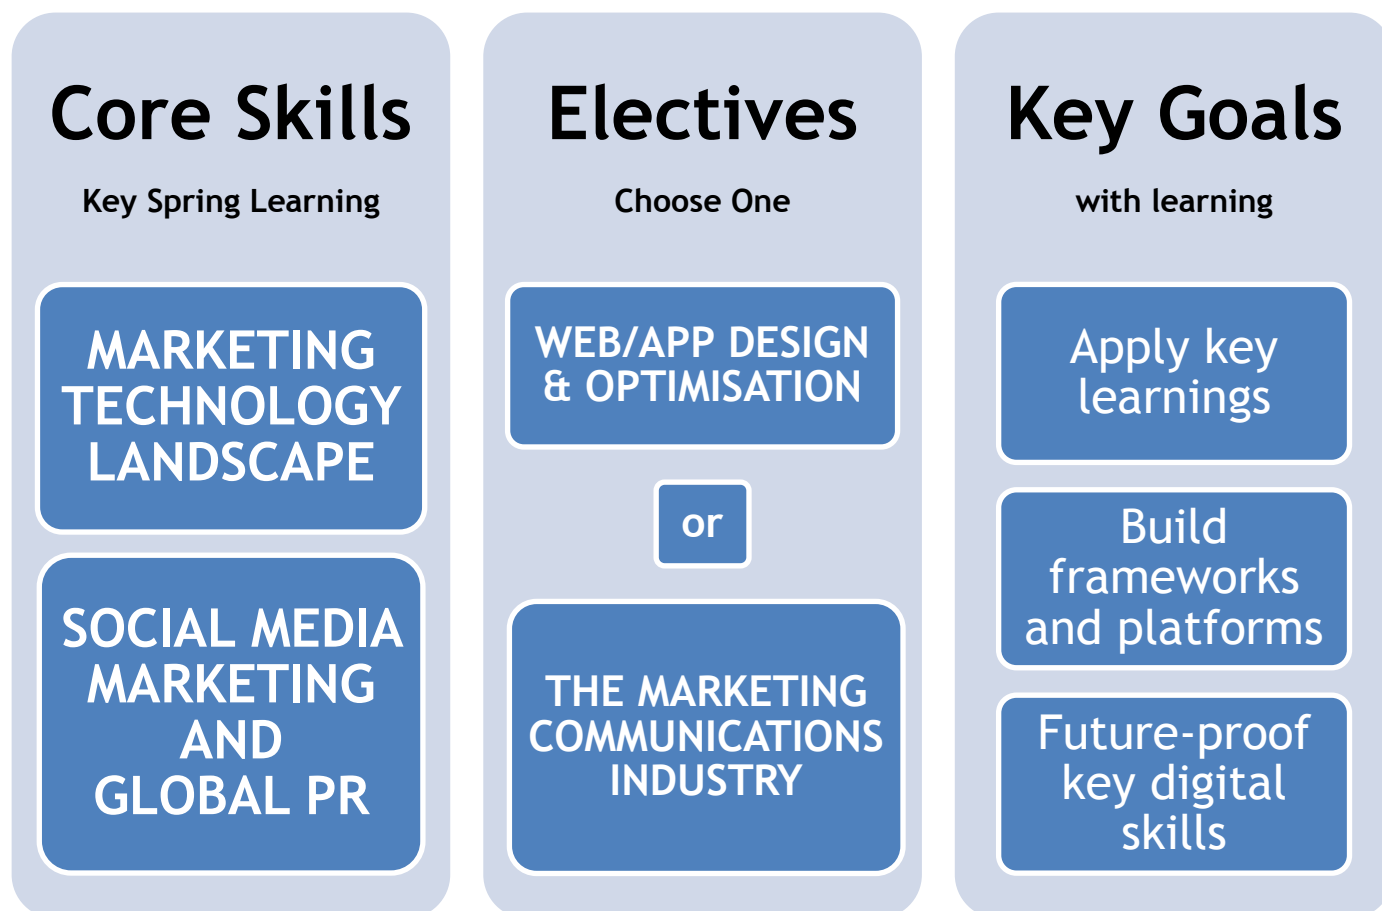 Core Skills
Key Spring Learning
MARKETING
TECHNOLOGY
LANDSCAPE
SOCIAL MEDIA
MARKETING
AND
GLOBAL PR
Electives
Choose One
WEB/APP DESIGN
& OPTIMISATION
or
THE MARKETING
COMMUNICATIONS
INDUSTRY
Key Goals
with learning
Apply key
learnings
Build
frameworks
and platforms
Future-proof
key digital
skills